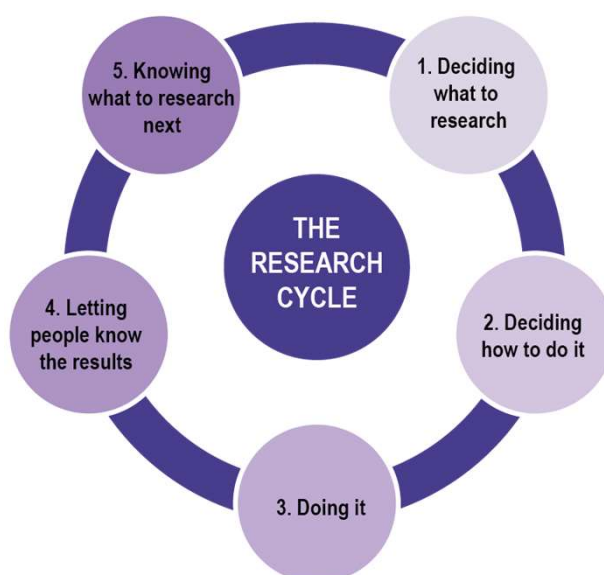 THE
RESEARCH
CYCLE
1. Deciding
what to
research
2. Deciding
how to do it
3. Doing it
4. Letting
people know
the results
5. Knowing
what to research
next